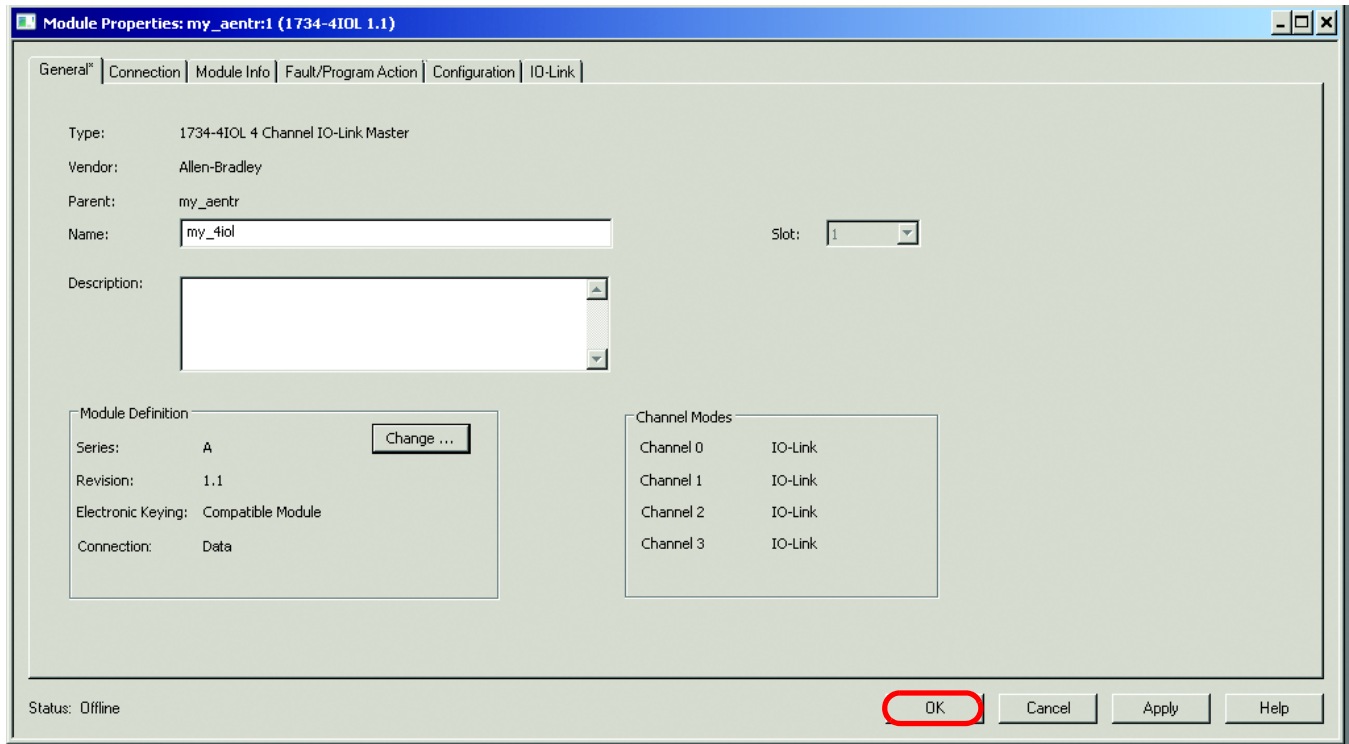 Module Properties: my_aentr:1 (1734-4IOL 1.1)
General* Connection Module Info Fault/Program Action Configuration IO-Link
Type: 1734-4IOL 4 Channel IO-Link Master
Vendor: Allen-Bradley
Parent: my_aentr
Name: my_4iol Slot: 1
Description:
Module Definition
Change ...
Series: A
Revision: 1.1
Electronic Keying: Compatible Module
Connection: Data
Channel Modes
Channel 0 IO-Link
Channel 1 IO-Link
Channel 2 IO-Link
Channel 3 IO-Link
Status: Offline OK Cancel Apply Help